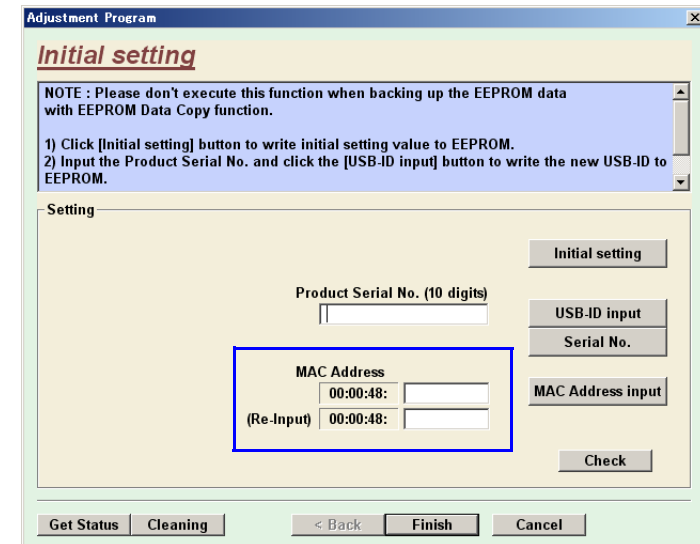 Adjustment Program
Initial setting
NOTE : Please don't execute this function when backing up the EEPROM data
with EEPROM Data Copy function.
1) Click [Initial setting] button to write initial setting value to EEPROM.
2) Input the Product Serial No. and click the [USB-ID input] button to write the new USB-ID to
EEPROM.
Setting
Initial setting
Product Serial No. (10 digits)
USB-ID input
Serial No.
MAC Address
00:00:48:
MAC Address input
(Re-Input) 00:00:48:
Check
Get Status Cleaning < Back Finish Cancel